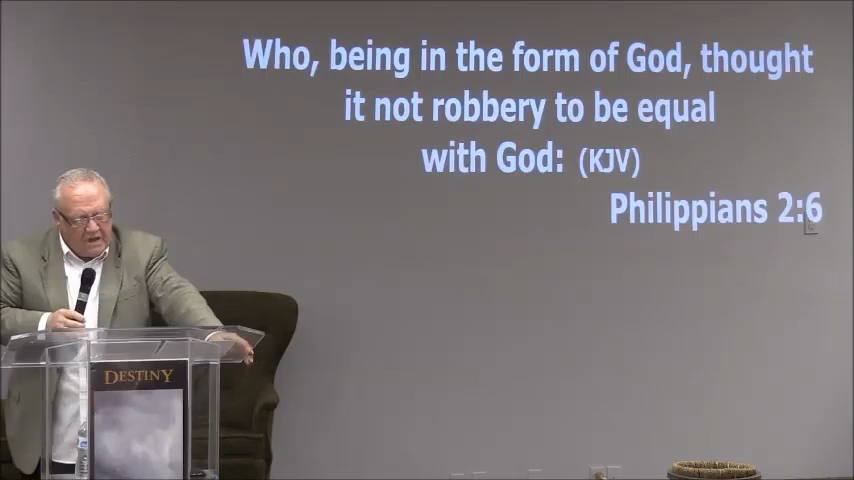 Who, being in the form of God, thought
it not robbery to be equal
with God: (KJV)
Philippians 2:6
DESTINY